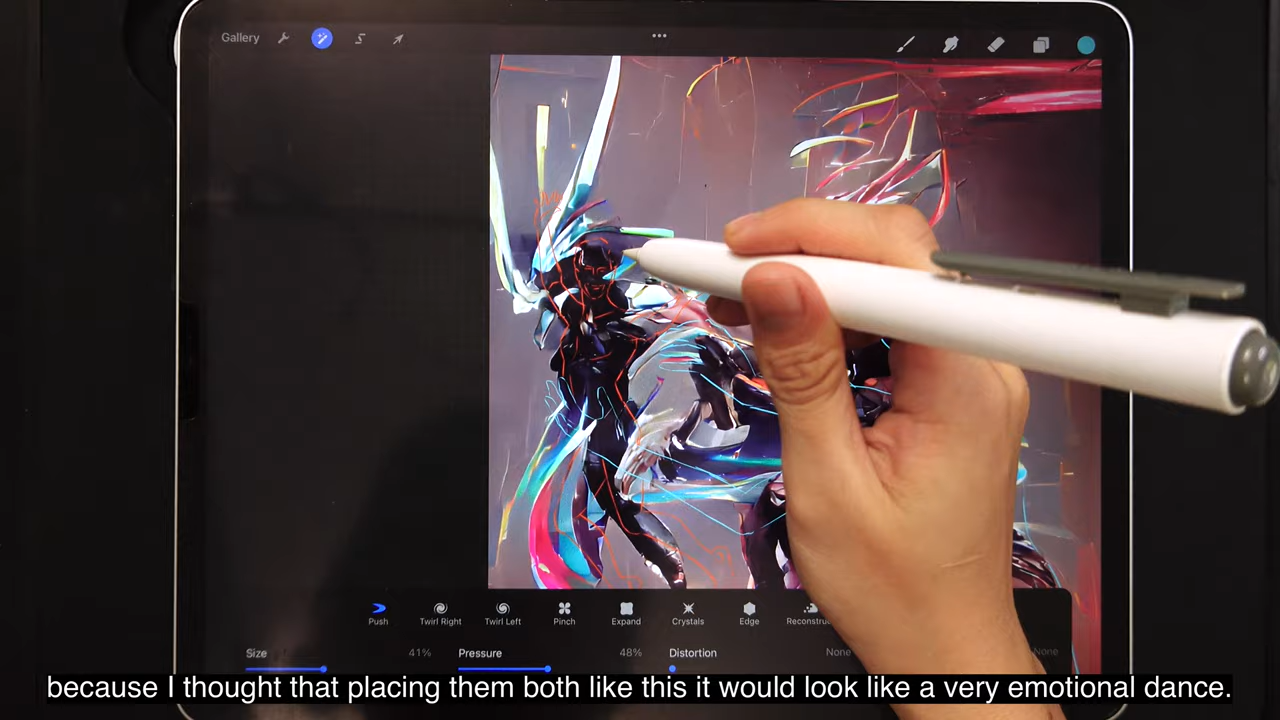 Gallery
Push
Twirl Right
Twirl Left
Pinch
Expand
Crystals
Edge
Size 41% Pressure 48% Distortion None None
because I thought that placing them both like this it would look like a very emotional dance.